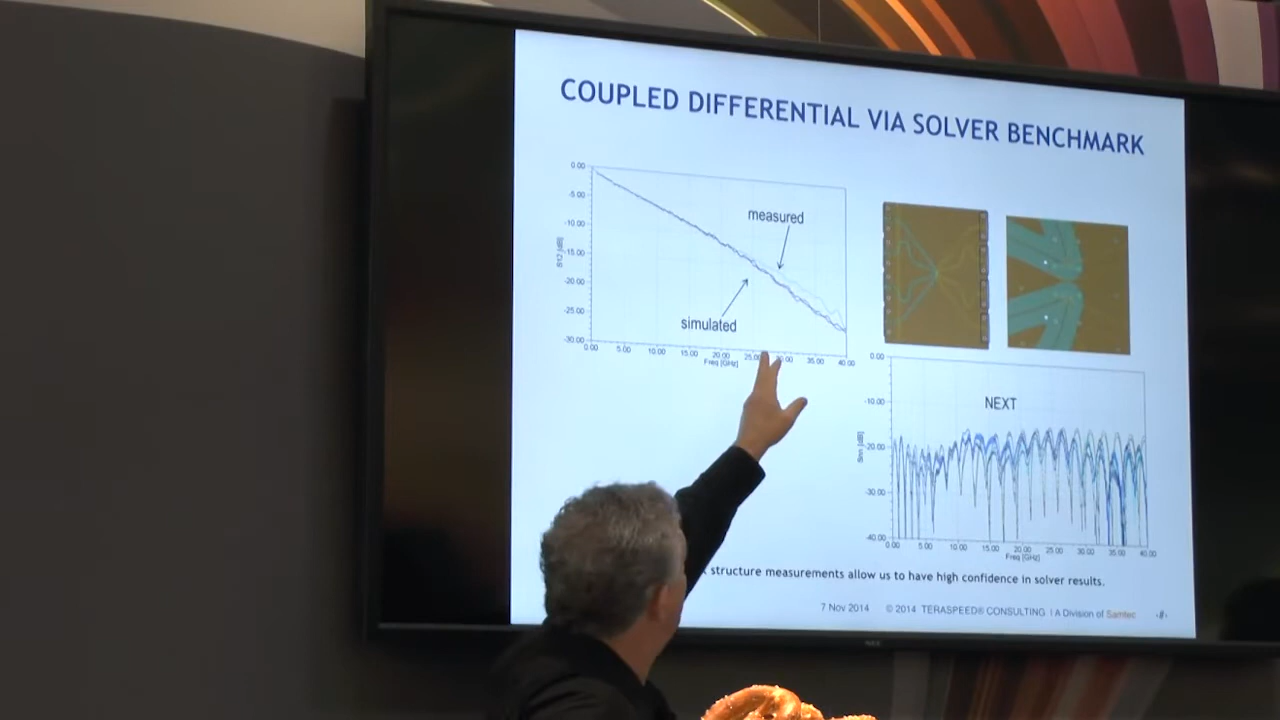 COUPLED DIFFERENTIAL VIA SOLVER BENCHMARK
0.00
-5.00
-10.00
-15.00
-20.00
-25.00
-30.00
S12 [dB]
measured
simulated
0.00 5.00 10.00 15.00 20.00 25.00 30.00 35.00 40.00
Freq [GHz]
0.00
-10.00
-20.00
-30.00
-40.00
NEXT
0.00 5.00 10.00 15.00 20.00 25.00 30.00 35.00 40.00
Freq [GHz]
structure measurements allow us to have high confidence in solver results.
7 Nov 2014 © 2014 TERASPEED® CONSULTING | A Division of Samtec ‹#›
NEC